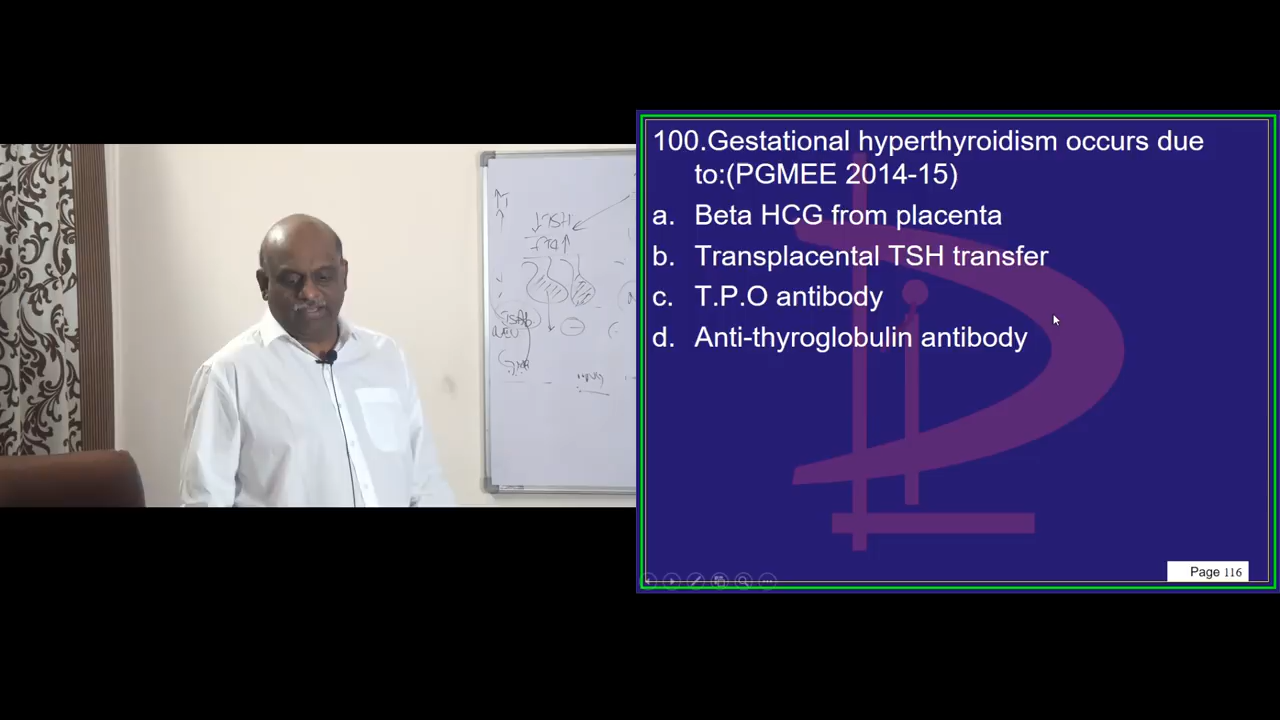 100.Gestational hyperthyroidism occurs due
to:(PGMEE 2014-15)
a. Beta HCG from placenta
b. Transplacental TSH transfer
c. T.P.O antibody
d. Anti-thyroglobulin antibody
Page 116